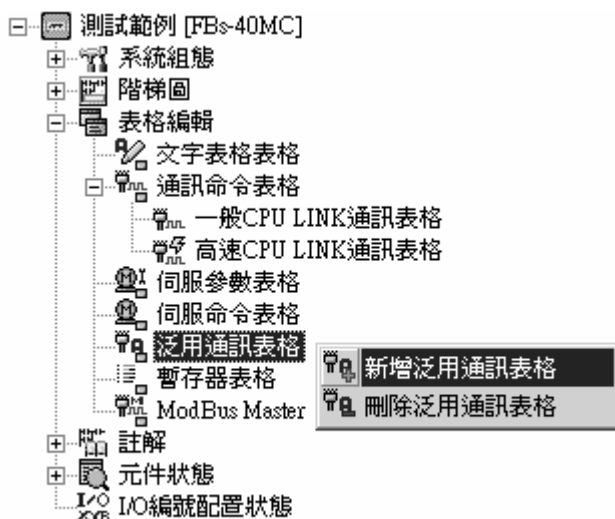 測試範例 [FBs-40MC]
系統組態
階梯圖
表格編輯
文字表格表格
通訊命令表格
一般CPU LINK通訊表格
高速CPU LINK通訊表格
伺服參數表格
伺服命令表格
泛用通訊表格
新增泛用通訊表格
暫存器表格
刪除泛用通訊表格
ModBus Master
註解
元件狀態
I/O編號配置狀態